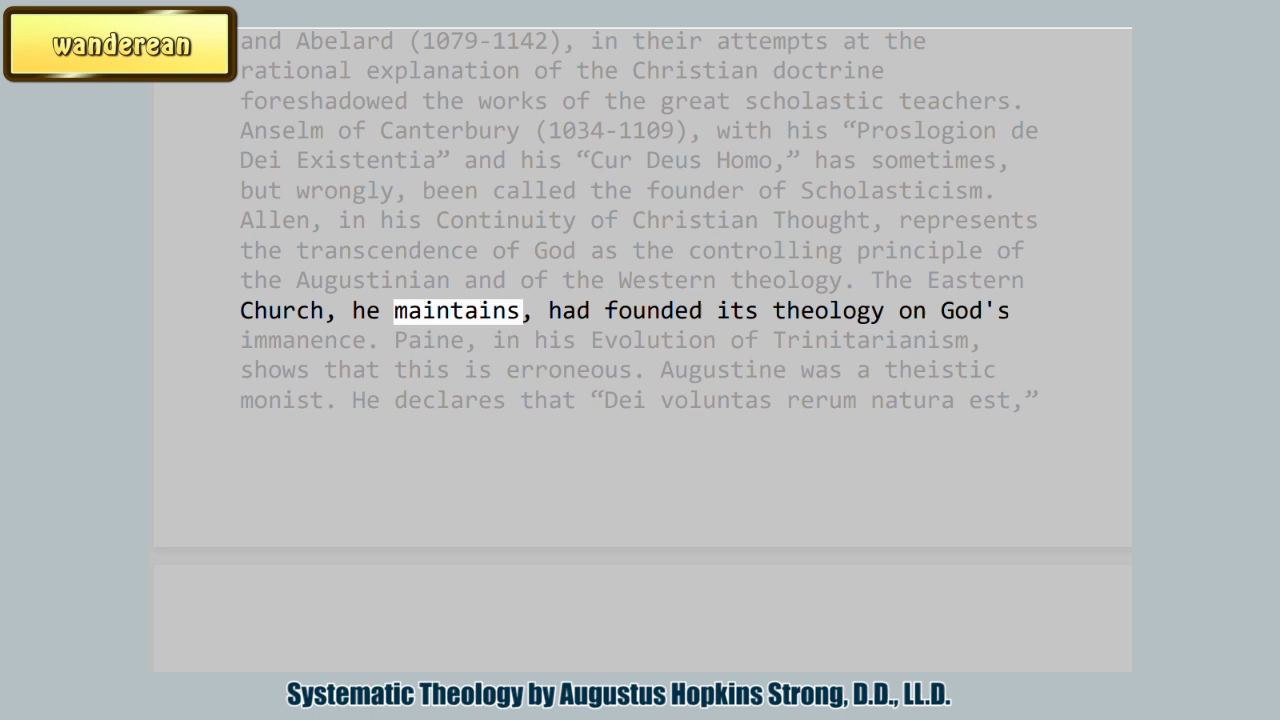 wanderean
and Abelard (1079-1142), in their attempts at the
rational explanation of the Christian doctrine
foreshadowed the works of the great scholastic teachers.
Anselm of Canterbury (1034-1109), with his “Proslogion de
Dei Existentia” and his “Cur Deus Homo,” has sometimes,
but wrongly, been called the founder of Scholasticism.
Allen, in his Continuity of Christian Thought, represents
the transcendence of God as the controlling principle of
the Augustinian and of the Western theology. The Eastern
Church, he maintains, had founded its theology on God's
immanence. Paine, in his Evolution of Trinitarianism,
shows that this is erroneous. Augustine was a theistic
monist. He declares that “Dei voluntas rerum natura est,”
Systematic Theology by Augustus Hopkins Strong, D.D., LL.D.